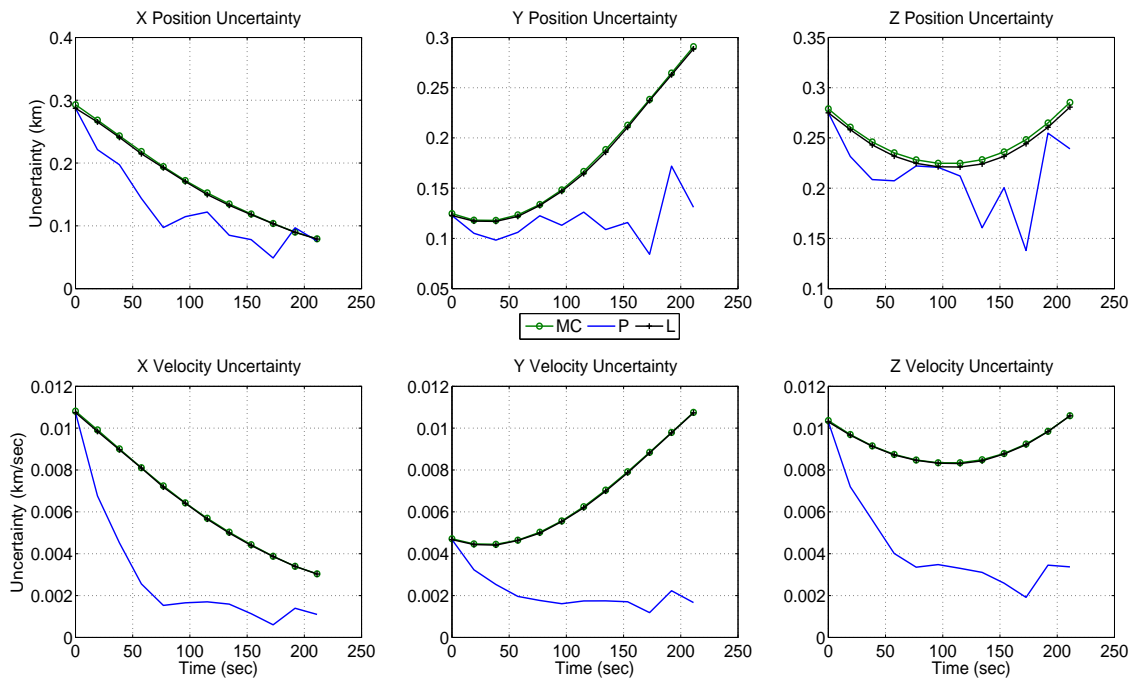 X Position Uncertainty
Y Position Uncertainty
Z Position Uncertainty
Uncertainty (km)
0.4
0.3
0.2
0.1
0
0 50 100 150 200 250
0.3
0.25
0.2
0.15
0.1
0.05
0 50 100 150 200 250
0.35
0.3
0.25
0.2
0.15
0.1
0 50 100 150 200 250
MC P L
X Velocity Uncertainty
Y Velocity Uncertainty
Z Velocity Uncertainty
Uncertainty (km/sec)
0.012
0.01
0.008
0.006
0.004
0.002
0
0 50 100 150 200 250
Time (sec)
0.012
0.01
0.008
0.006
0.004
0.002
0
0 50 100 150 200 250
Time (sec)
0.012
0.01
0.008
0.006
0.004
0.002
0
0 50 100 150 200 250
Time (sec)